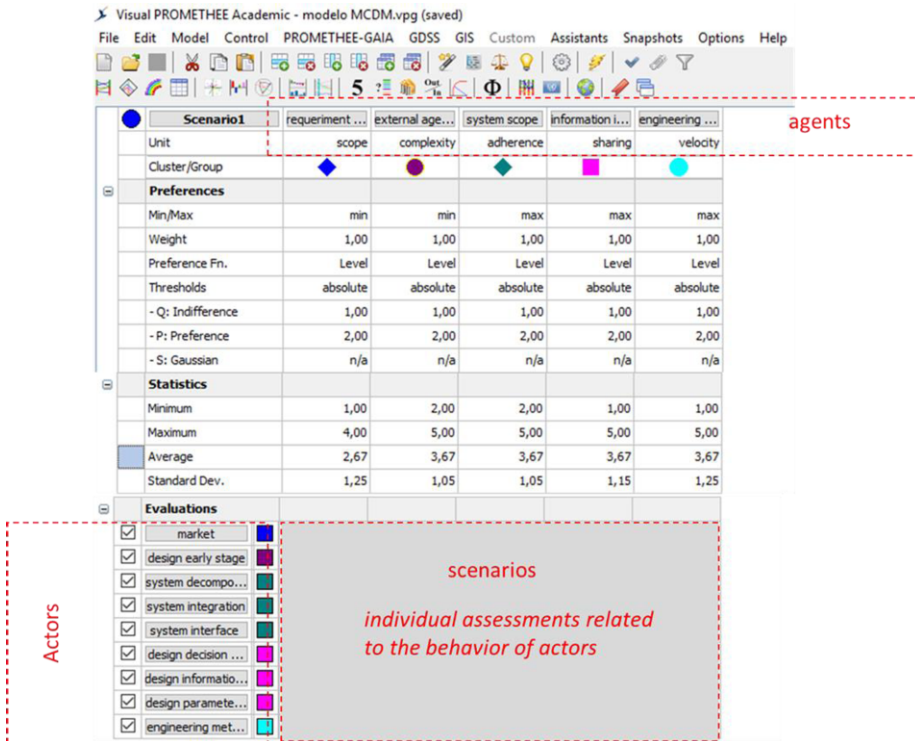 Visual PROMETHEE Academic - modelo MCDM.vpg (saved)
File Edit Model Control PROMETHEE-GAIA GDSS GIS Custom Assistants Snapshots Options Help
Scenario1 requeriment ... external age... system scope information i... engineering ...
agents
Unit scope complexity adherence sharing velocity
Cluster/Group
Preferences
Min/Max min min max max max
Weight 1,00 1,00 1,00 1,00 1,00
Preference Fn. Level Level Level Level Level
Thresholds absolute absolute absolute absolute absolute
- Q: Indifference 1,00 1,00 1,00 1,00 1,00
- P: Preference 2,00 2,00 2,00 2,00 2,00
- S: Gaussian n/a n/a n/a n/a n/a
Statistics
Minimum 1,00 2,00 2,00 1,00 1,00
Maximum 4,00 5,00 5,00 5,00 5,00
Average 2,67 3,67 3,67 3,67 3,67
Standard Dev. 1,25 1,05 1,05 1,15 1,25
Evaluations
Actors
market
design early stage
system decompo...
system integration
system interface
design decision ...
design informatio...
design paramete...
engineering met...
scenarios
individual assessments related
to the behavior of actors